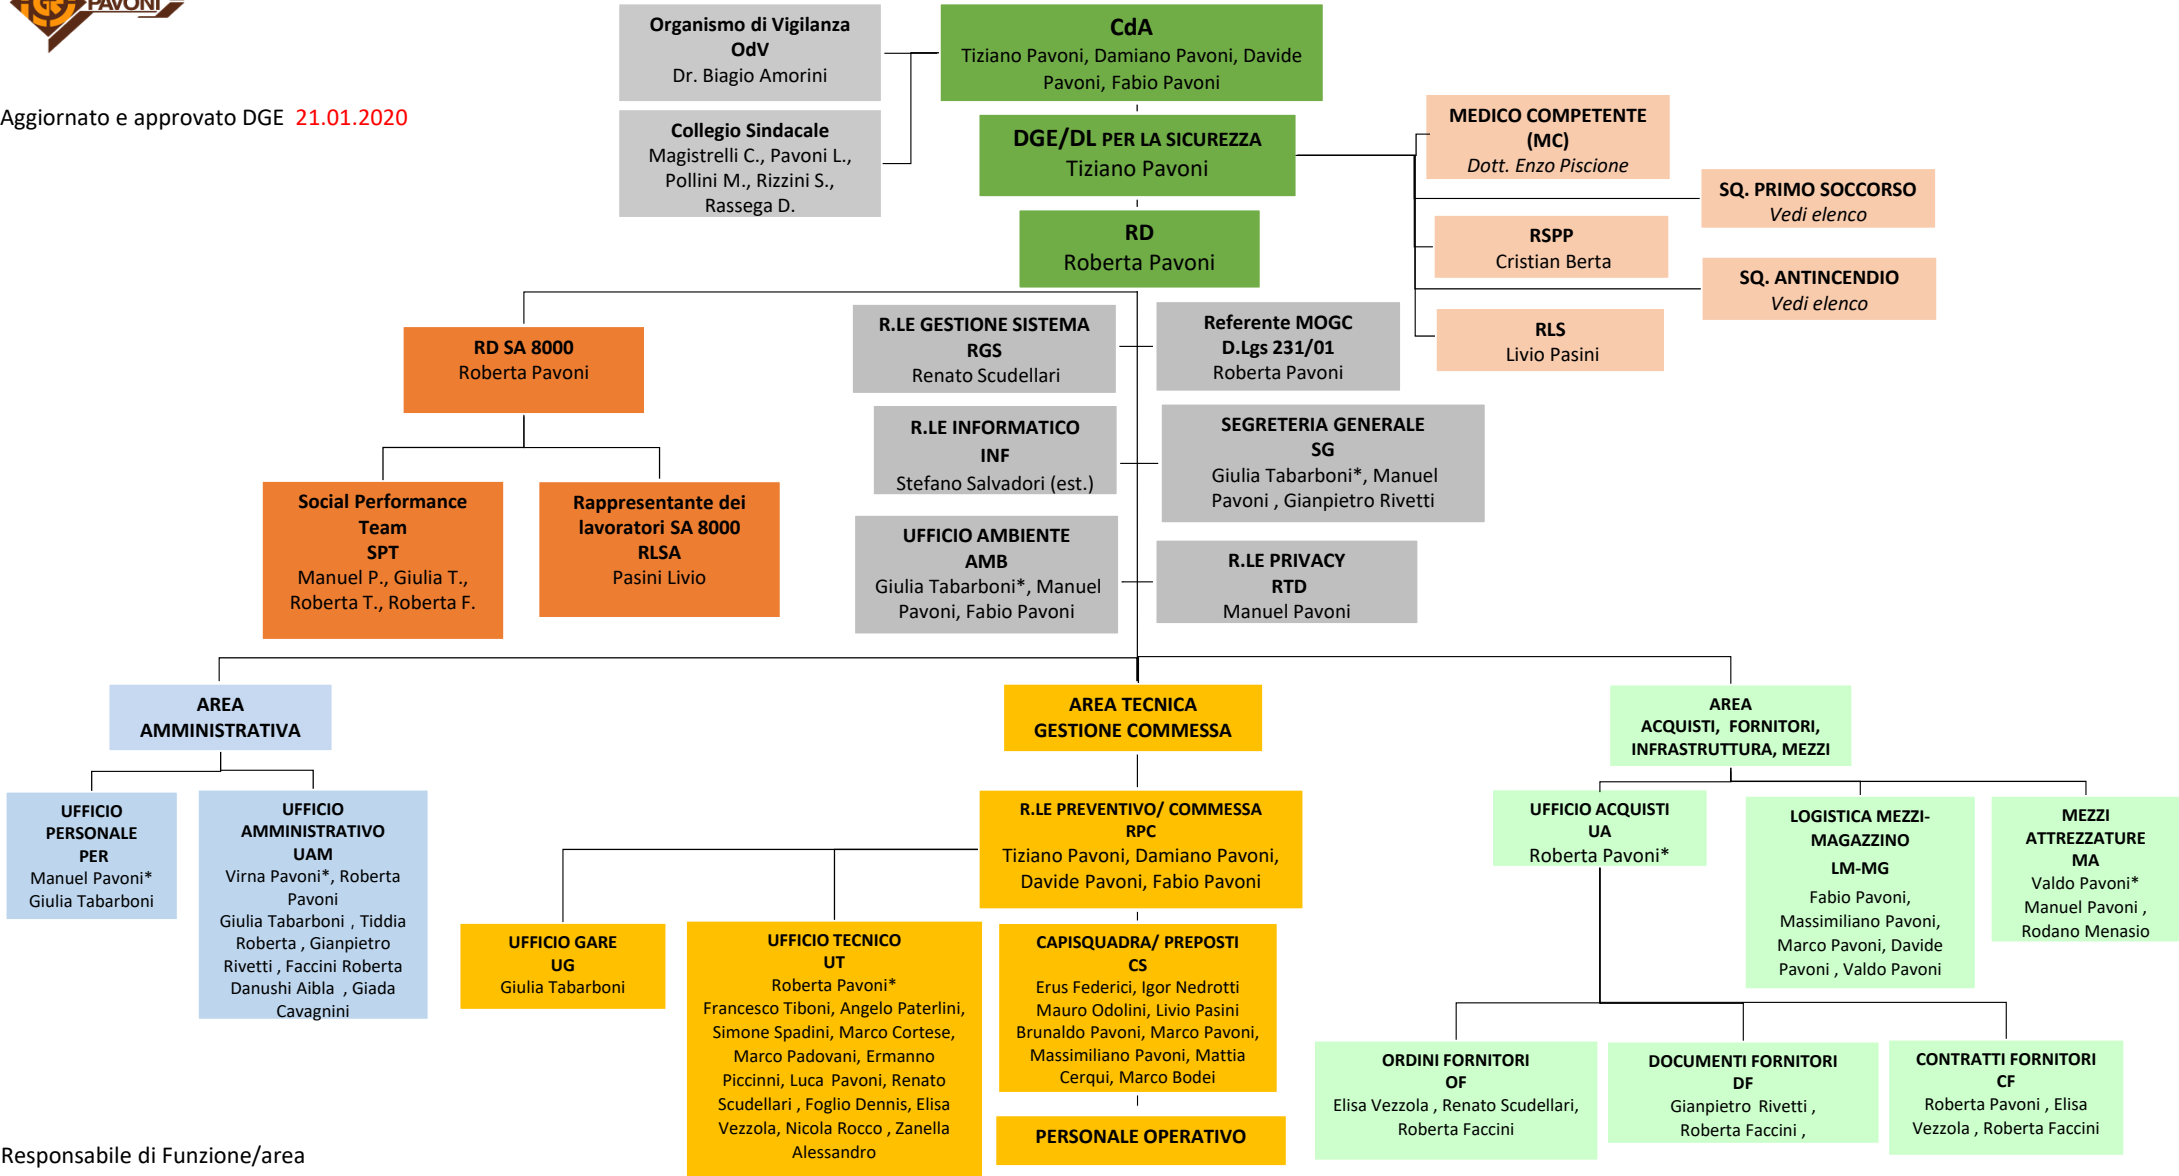 PAVONI
Aggiornato e approvato DGE 21.01.2020
Organismo di Vigilanza
OdV
Dr. Biagio Amorini
Collegio Sindacale
Magistrelli C., Pavoni L.,
Pollini M., Rizzini S.,
Rassega D.
CdA
Tiziano Pavoni, Damiano Pavoni, Davide
Pavoni, Fabio Pavoni
DGE/DL PER LA SICUREZZA
Tiziano Pavoni
RD
Roberta Pavoni
MEDICO COMPETENTE
(MC)
Dott. Enzo Piscione
SQ. PRIMO SOCCORSO
Vedi elenco
RSPP
Cristian Berta
SQ. ANTINCENDIO
Vedi elenco
RLS
Livio Pasini
RD SA 8000
Roberta Pavoni
Social Performance
Team
SPT
Manuel P., Giulia T.,
Roberta T., Roberta F.
Rappresentante dei
lavoratori SA 8000
RLSA
Pasini Livio
R.LE GESTIONE SISTEMA
RGS
Renato Scudellari
Referente MOGC
D.Lgs 231/01
Roberta Pavoni
R.LE INFORMATICO
INF
Stefano Salvadori (est.)
SEGRETERIA GENERALE
SG
Giulia Tabarboni*, Manuel
Pavoni , Gianpietro Rivetti
UFFICIO AMBIENTE
AMB
Giulia Tabarboni*, Manuel
Pavoni, Fabio Pavoni
R.LE PRIVACY
RTD
Manuel Pavoni
AREA
AMMINISTRATIVA
UFFICIO
PERSONALE
PER
Manuel Pavoni*
Giulia Tabarboni
UFFICIO
AMMINISTRATIVO
UAM
Virna Pavoni*, Roberta
Pavoni
Giulia Tabarboni , Tiddia
Roberta , Gianpietro
Rivetti , Faccini Roberta
Danushi Aibla , Giada
Cavagnini
AREA TECNICA
GESTIONE COMMESSA
R.LE PREVENTIVO/ COMMESSA
RPC
Tiziano Pavoni, Damiano Pavoni,
Davide Pavoni, Fabio Pavoni
UFFICIO GARE
UG
Giulia Tabarboni
UFFICIO TECNICO
UT
Roberta Pavoni*
Francesco Tiboni, Angelo Paterlini,
Simone Spadini, Marco Cortese,
Marco Padovani, Ermanno
Piccinni, Luca Pavoni, Renato
Scudellari , Foglio Dennis, Elisa
Vezzola, Nicola Rocco , Zanella
Alessandro
CAPISQUADRA/ PREPOSTI
CS
Erus Federici, Igor Nedrotti
Mauro Odolini, Livio Pasini
Brunaldo Pavoni, Marco Pavoni,
Massimiliano Pavoni, Mattia
Cerqui, Marco Bodei
PERSONALE OPERATIVO
AREA
ACQUISTI, FORNITORI,
INFRASTRUTTURA, MEZZI
UFFICIO ACQUISTI
UA
Roberta Pavoni*
LOGISTICA MEZZI-
MAGAZZINO
LM-MG
Fabio Pavoni,
Massimiliano Pavoni,
Marco Pavoni, Davide
Pavoni , Valdo Pavoni
MEZZI
ATTREZZATURE
MA
Valdo Pavoni*
Manuel Pavoni ,
Rodano Menasio
ORDINI FORNITORI
OF
Elisa Vezzola , Renato Scudellari,
Roberta Faccini
DOCUMENTI FORNITORI
DF
Gianpietro Rivetti ,
Roberta Faccini ,
CONTRATTI FORNITORI
CF
Roberta Pavoni , Elisa
Vezzola , Roberta Faccini
Responsabile di Funzione/area